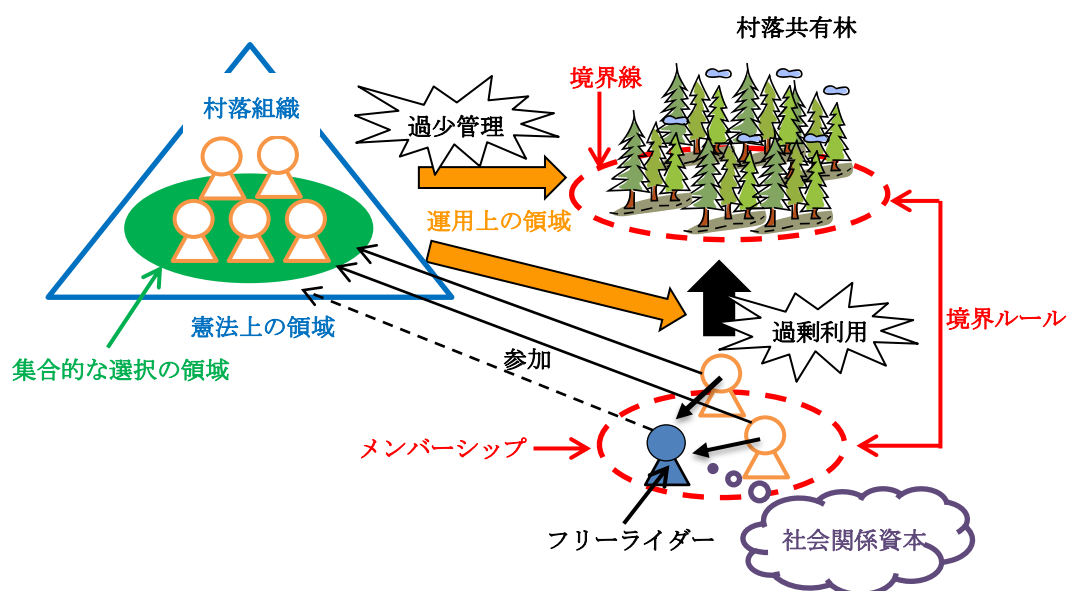 村落共有林
境界線
村落組織
過少管理
運用上の領域
憲法上の領域
過剰利用
境界ルール
集合的な選択の領域
参加
メンバーシップ
フリーライダー
社会関係資本